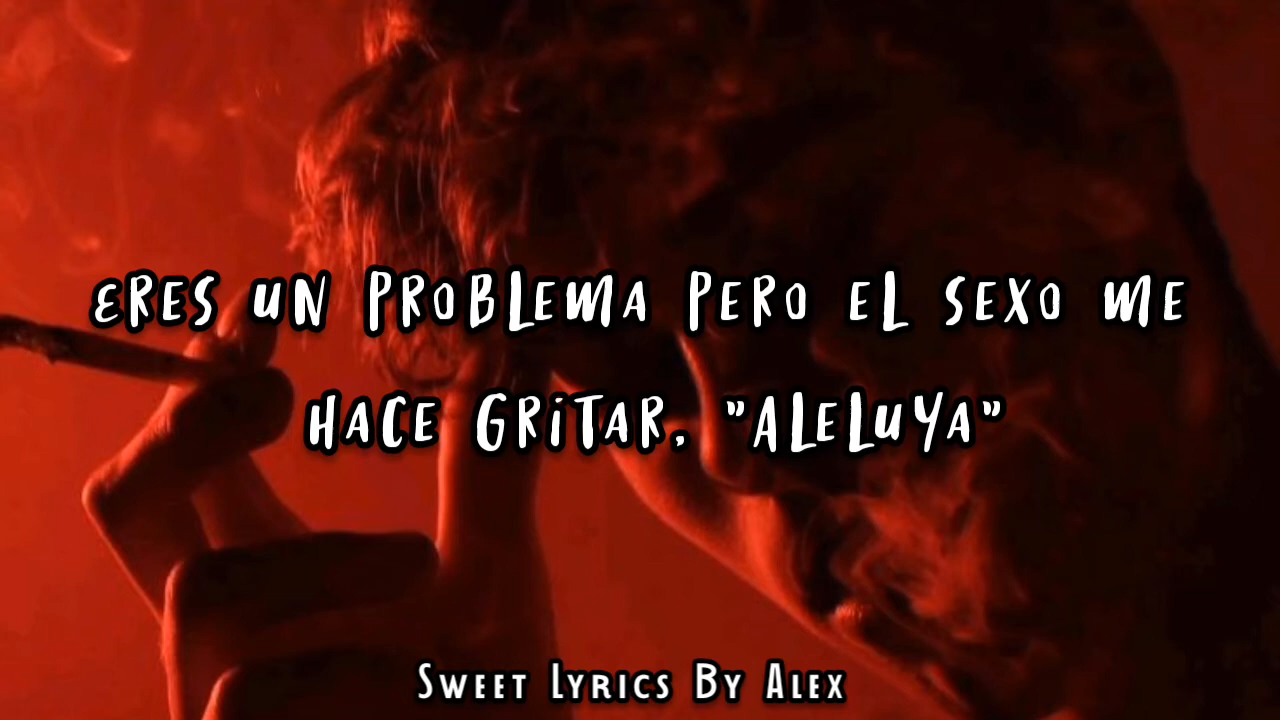 ERES UN PROBLEMA PERO EL SEXO ME
HACE GRITAR, "ALELUYA"
SWEET LYRICS BY ALEX